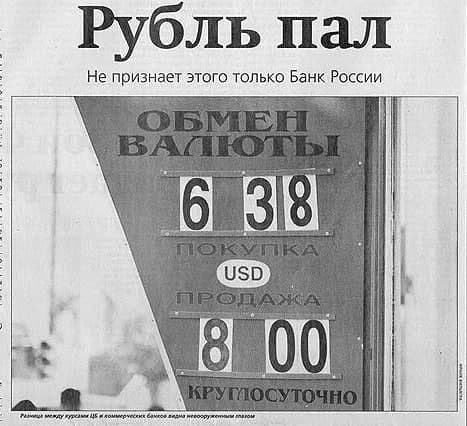 Рубль пал
Не признает этого только Банк России
ОБМЕН
ВАЛЮТЫ
6 38
ПОКУПКА
USD
ПРОДАЖА
8 00
КРУГЛОСУТОЧНО
Разница между курсами ЦБ и коммерческих банков видна невооруженным глазом